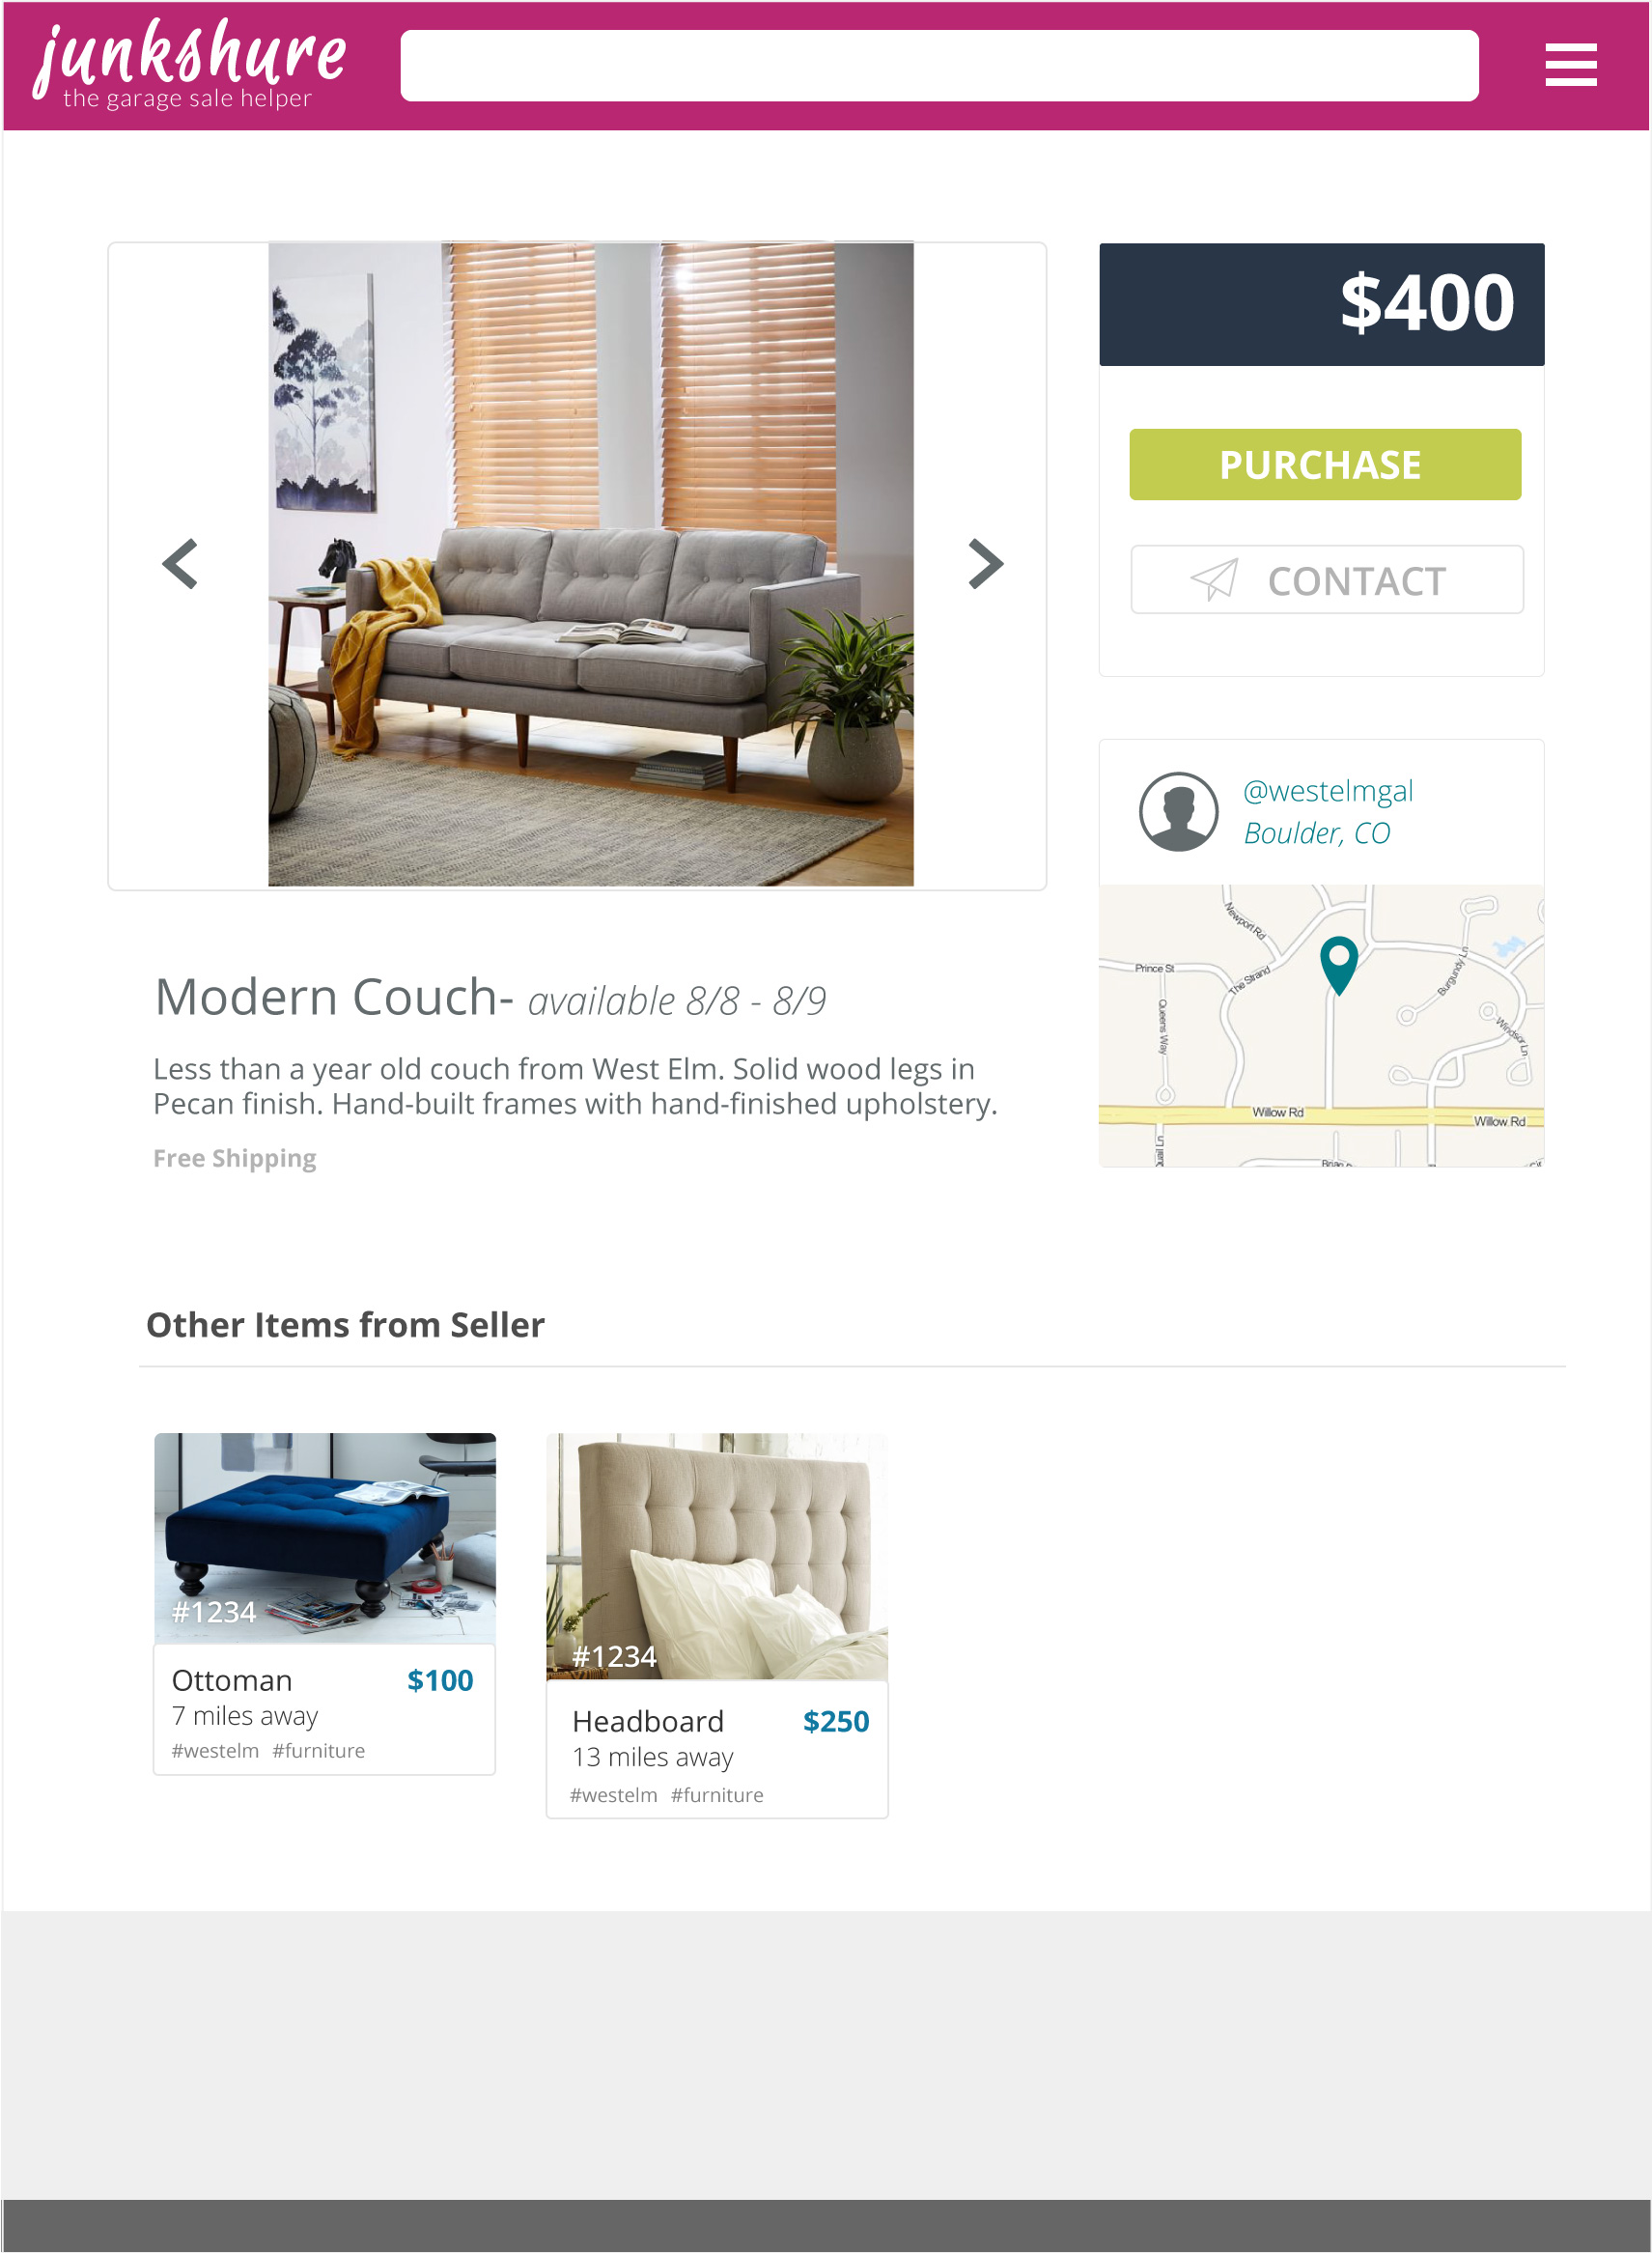 junkshure
the garage sale helper
$400
PURCHASE
CONTACT
@westelmgal
Boulder, CO
Newport Rd
Prince St
The Strand
Burgundy Ln
Queens Way
Windsor Ln
Willow Rd
Willow Rd
Quail Ln
Modern Couch- available 8/8 - 8/9
Less than a year old couch from West Elm. Solid wood legs in
Pecan finish. Hand-built frames with hand-finished upholstery.
Free Shipping
Other Items from Seller
#1234
Ottoman $100
7 miles away
#westelm #furniture
#1234
Headboard $250
13 miles away
#westelm #furniture